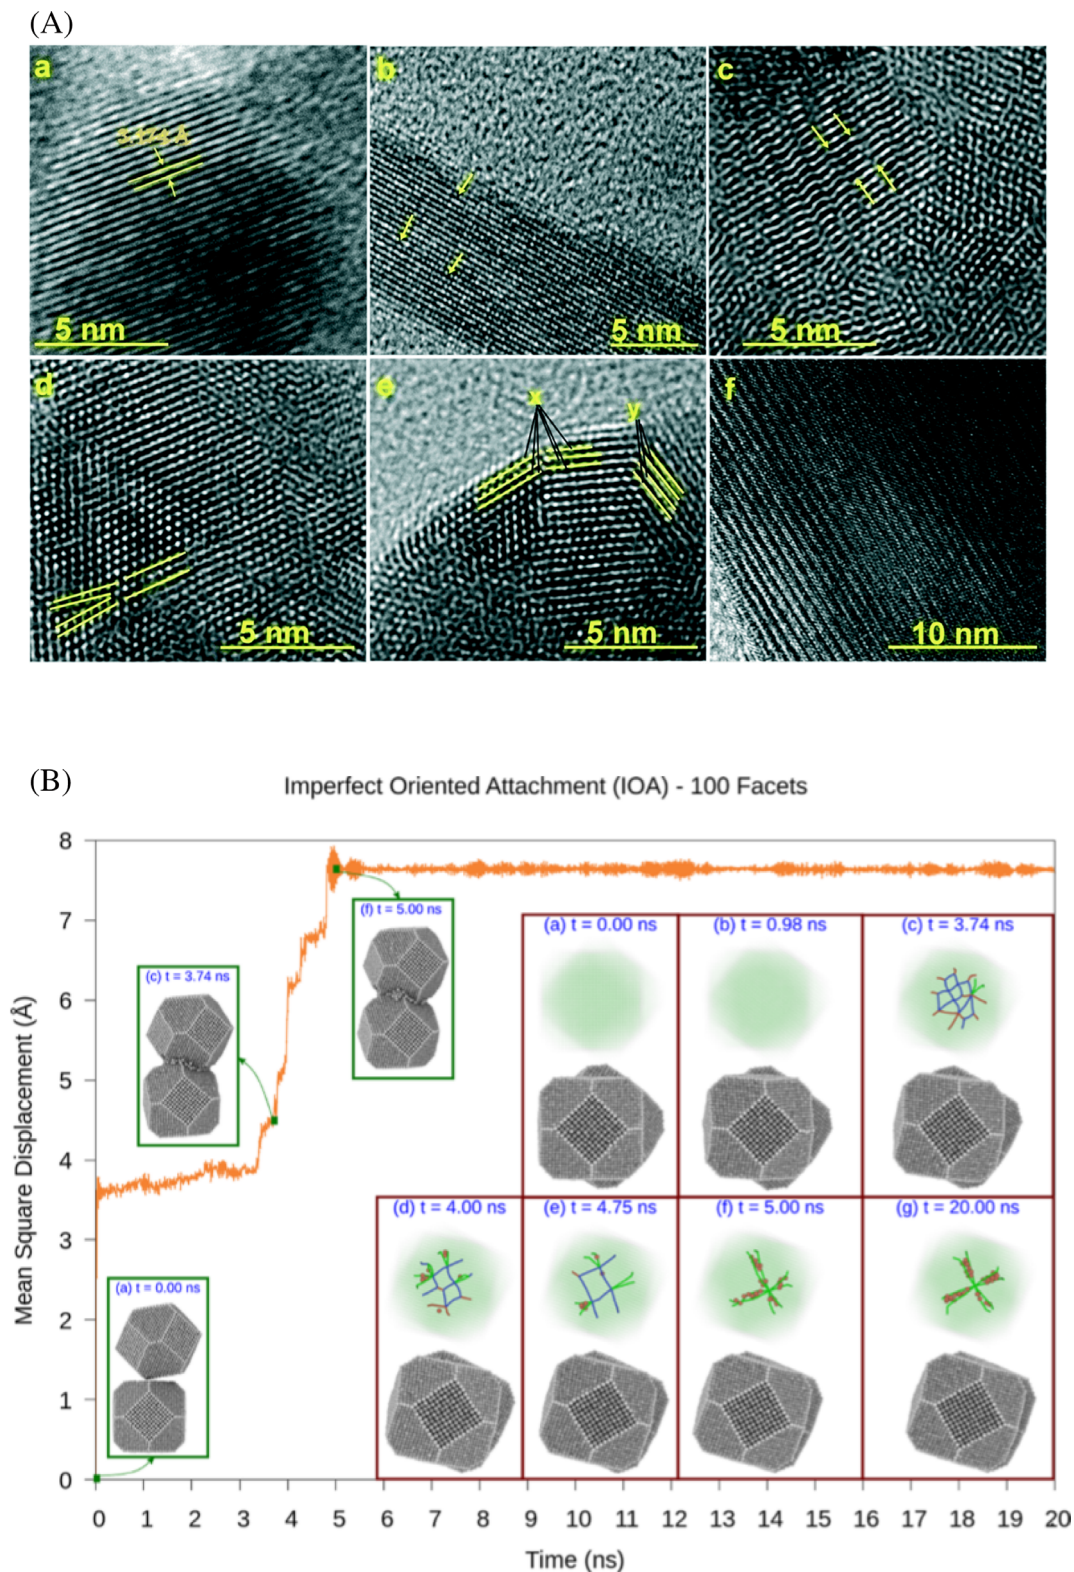 (A)
a
b
c
5 nm
5 nm
5 nm
d
e
x
y
f
5 nm
5 nm
10 nm
(B)
Imperfect Oriented Attachment (IOA) - 100 Facets
Mean Square Displacement (Å)
8
7
6
5
4
3
2
1
0
(f) t = 5.00 ns
(c) t = 3.74 ns
(a) t = 0.00 ns
(a) t = 0.00 ns
(b) t = 0.98 ns
(c) t = 3.74 ns
(d) t = 4.00 ns
(e) t = 4.75 ns
(f) t = 5.00 ns
(g) t = 20.00 ns
0 1 2 3 4 5 6 7 8 9 10 11 12 13 14 15 16 17 18 19 20
Time (ns)